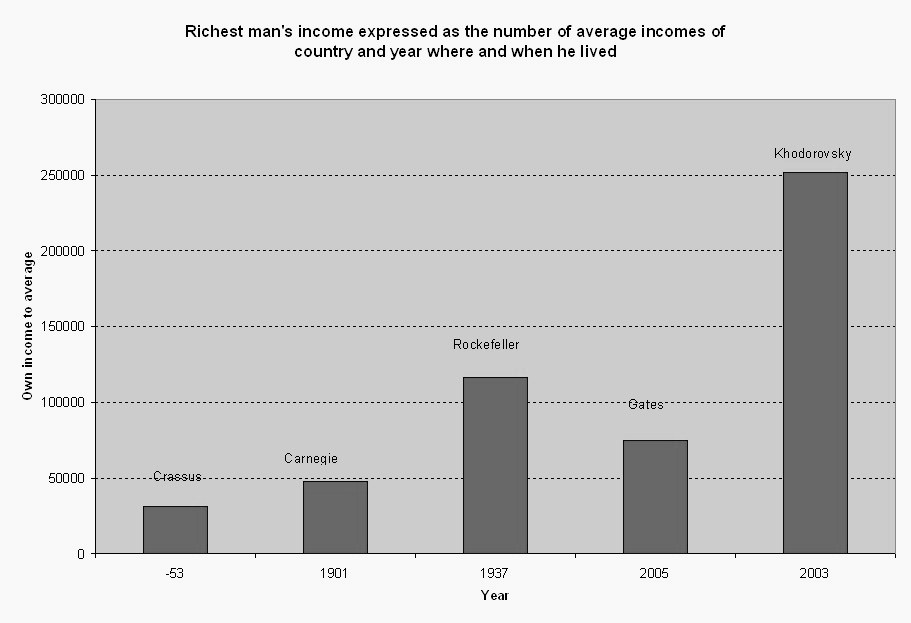 Richest man's income expressed as the number of average incomes of
country and year where and when he lived
300000
250000
200000
150000
100000
50000
0
Own income to average
Crassus
Carnegie
Rockefeller
Gates
Khodorovsky
-53
1901
1937
2005
2003
Year